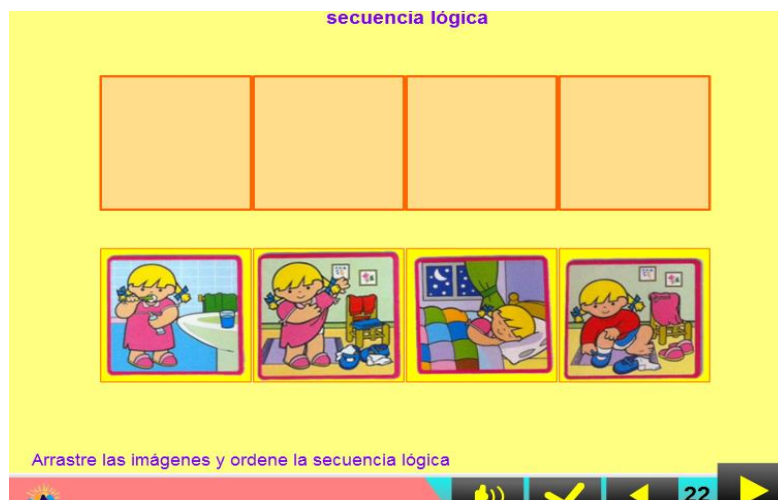 secuencia lógica
Arrastre las imágenes y ordene la secuencia lógica
22